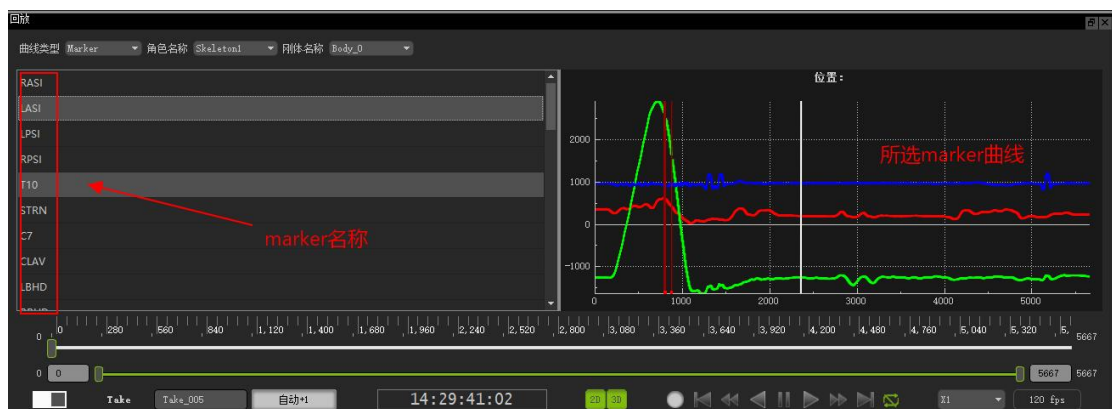 回放
曲线类型 Marker 角色名称 Skeleton1 刚体名称 Body_0
RASI
LASI
LPSI
RPSI
T10
STRN
C7
CLAV
LBHD
marker名称
位置:
所选marker曲线
2000
1000
0
-1000
0 1000 2000 3000 4000 5000
0 280 560 840 1,120 1,400 1,680 1,960 2,240 2,520 2,800 3,080 3,360 3,640 3,920 4,200 4,480 4,760 5,040 5,320 5,
0 5667
0 0 5667 5667
Take Take_005 自动+1 14:29:41:02 2D 3D X1 120 fps